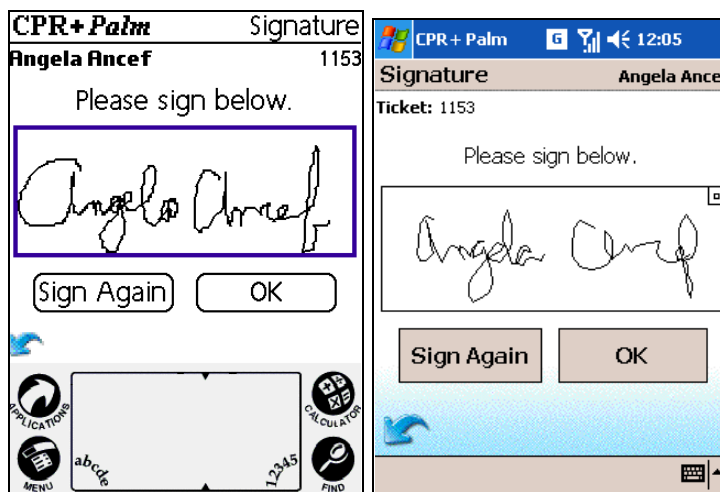 CPR+Palm Signature
Angela Ancef 1153
Please sign below.
Angela Ancef
Sign Again OK
APPLICATIONS CALCULATOR
MENU abcde 12345 FIND
CPR+ Palm G 12:05
Signature Angela Ance
Ticket: 1153
Please sign below.
Angela Ancef
Sign Again OK